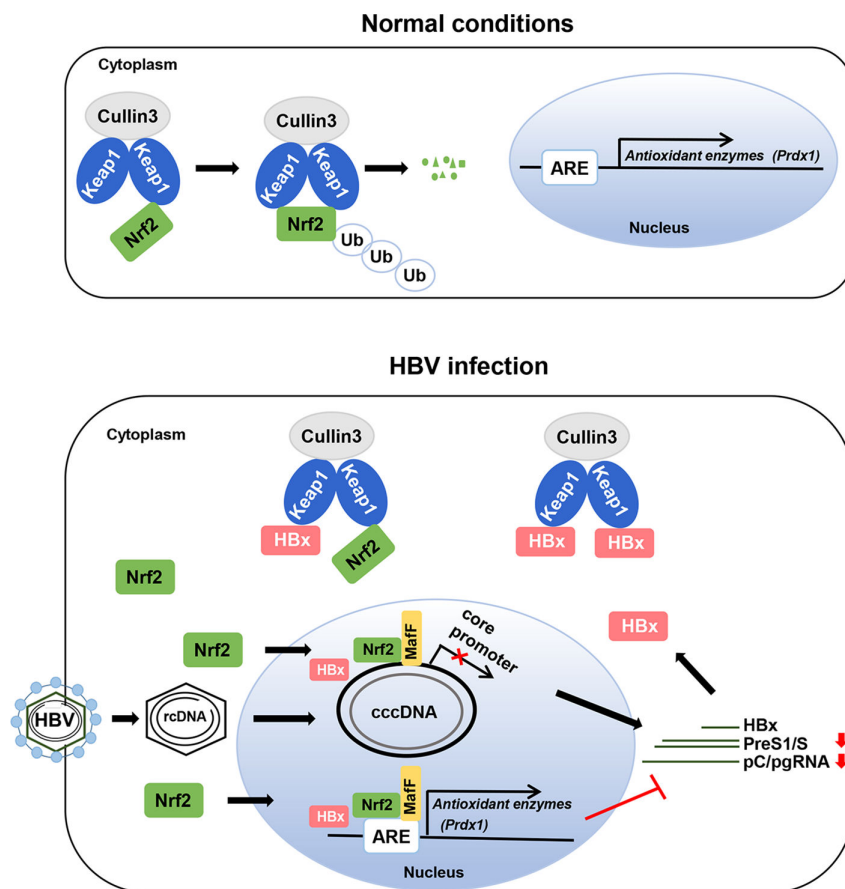 Normal conditions
Cytoplasm
Cullin3
Keap1
Keap1
Nrf2
Cullin3
Keap1
Keap1
Nrf2
Ub
Ub
Ub
ARE
Antioxidant enzymes (Prdx1)
Nucleus
HBV infection
Cytoplasm
Cullin3
Keap1
Keap1
HBx
Nrf2
Cullin3
Keap1
Keap1
HBx
HBx
Nrf2
Nrf2
HBx
Nrf2
MafF
core
promoter
cccDNA
HBx
HBV
rcDNA
HBx
PreS1/S
pC/pgRNA
Nrf2
HBx
Nrf2
MafF
ARE
Antioxidant enzymes
(Prdx1)
Nucleus